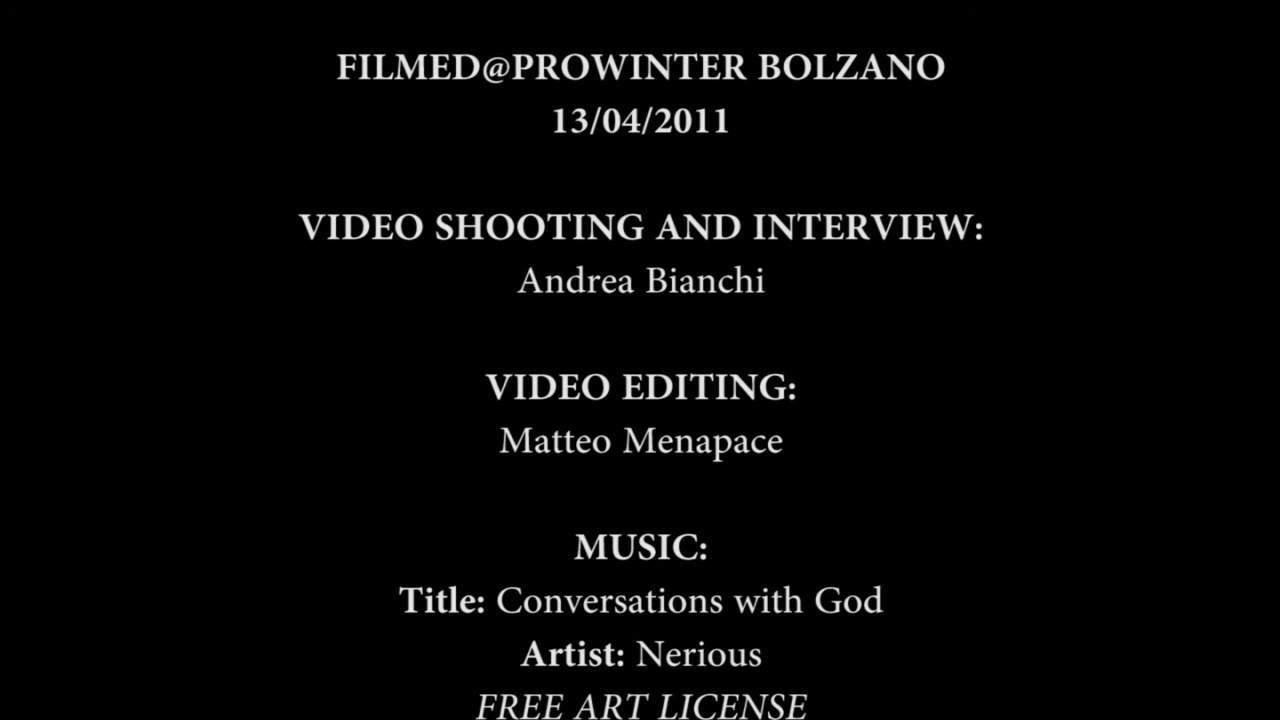 FILMED@PROWINTER BOLZANO
13/04/2011
VIDEO SHOOTING AND INTERVIEW:
Andrea Bianchi
VIDEO EDITING:
Matteo Menapace
MUSIC:
Title: Conversations with God
Artist: Nerious
FREE ART LICENSE